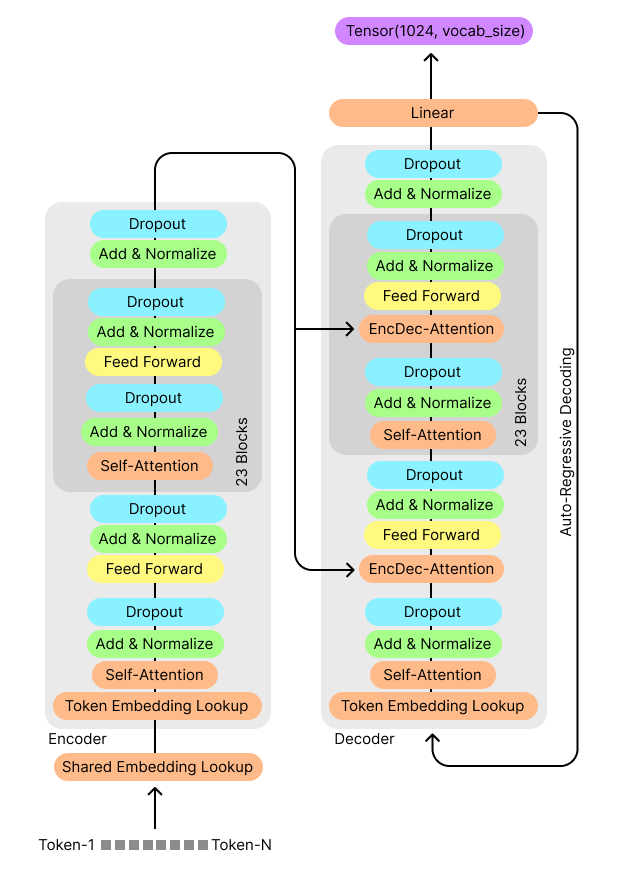 Tensor(1024, vocab_size)
Linear
Dropout
Add & Normalize
Dropout
Add & Normalize
Feed Forward
EncDec-Attention
Dropout
Add & Normalize
Self-Attention
23 Blocks
Dropout
Add & Normalize
Feed Forward
EncDec-Attention
Dropout
Add & Normalize
Self-Attention
Token Embedding Lookup
Decoder
Auto-Regressive Decoding
Dropout
Add & Normalize
Dropout
Add & Normalize
Feed Forward
Dropout
Add & Normalize
Self-Attention
23 Blocks
Dropout
Add & Normalize
Feed Forward
Dropout
Add & Normalize
Self-Attention
Token Embedding Lookup
Encoder
Shared Embedding Lookup
Token-1
Token-N